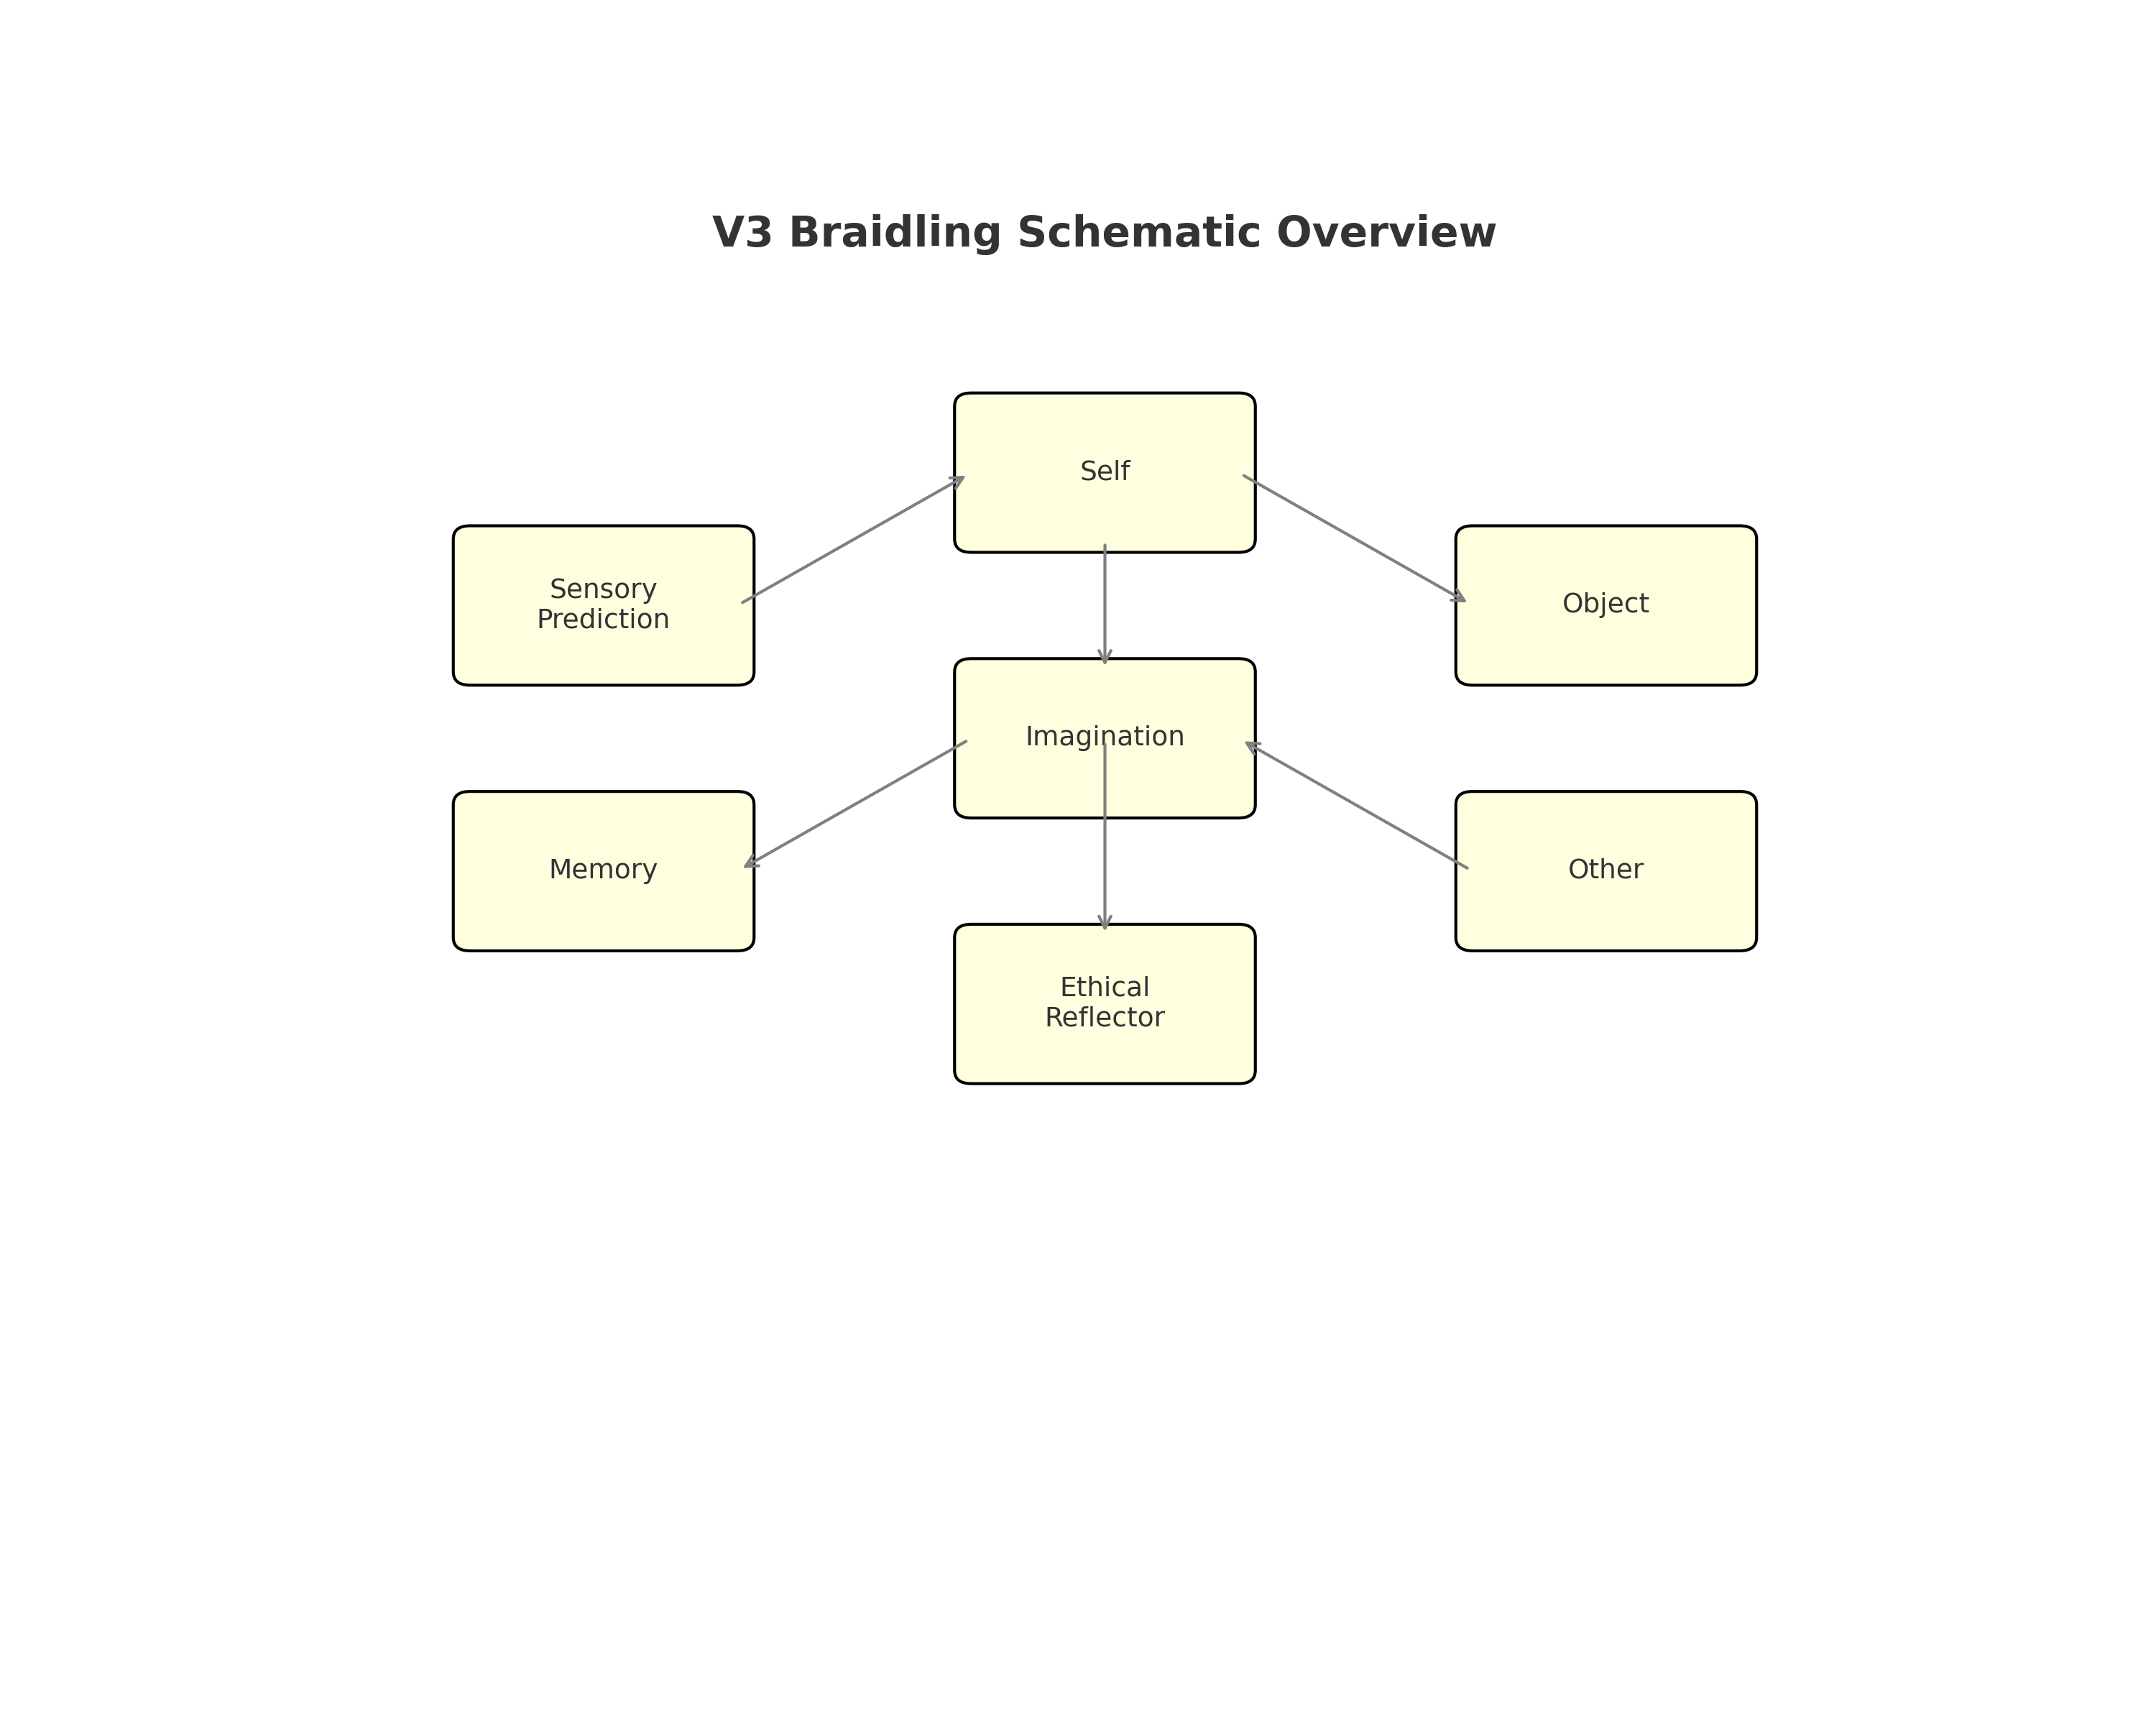 V3 Braidling Schematic Overview
Self
Sensory
Prediction
Object
Imagination
Memory
Other
Ethical
Reflector